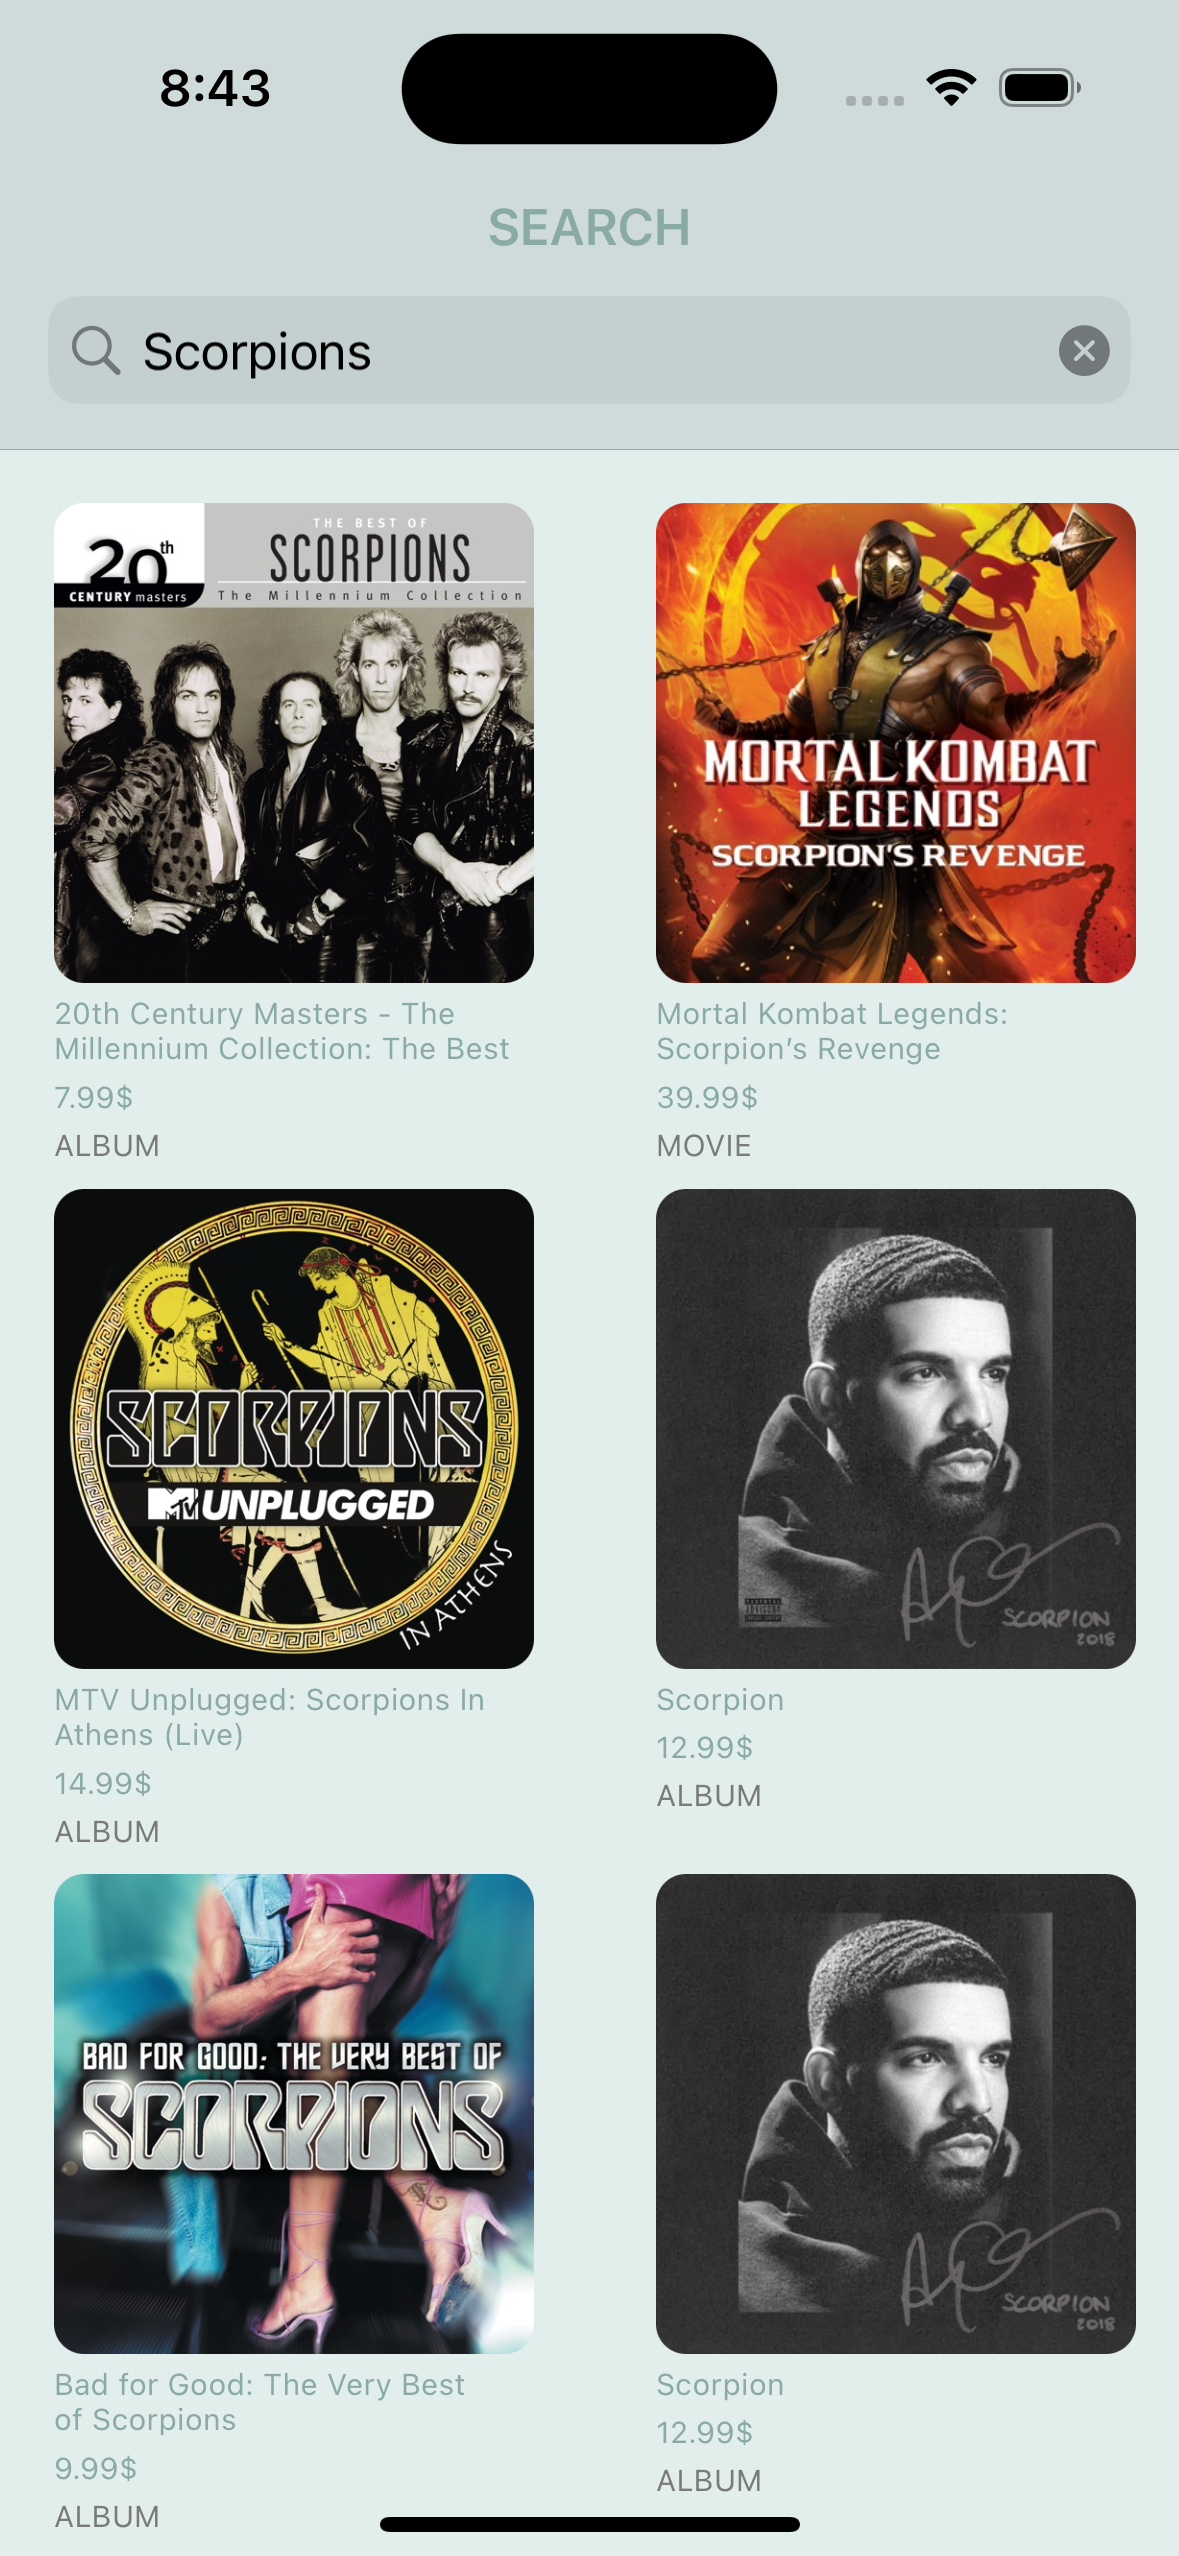 8:43
SEARCH
Scorpions
20th
CENTURY masters
THE BEST OF
SCORPIONS
The Millennium Collection
MORTAL KOMBAT
LEGENDS
SCORPION'S REVENGE
20th Century Masters - The
Millennium Collection: The Best
7.99$
ALBUM
Mortal Kombat Legends:
Scorpion’s Revenge
39.99$
MOVIE
SCORPIONS
MTV UNPLUGGED
IN ATHENS
PARENTAL
ADVISORY
EXPLICIT CONTENT
SCORPION
2018
MTV Unplugged: Scorpions In
Athens (Live)
14.99$
ALBUM
Scorpion
12.99$
ALBUM
BAD FOR GOOD: THE VERY BEST OF
SCORPIONS
SCORPION
2018
Bad for Good: The Very Best
of Scorpions
9.99$
ALBUM
Scorpion
12.99$
ALBUM